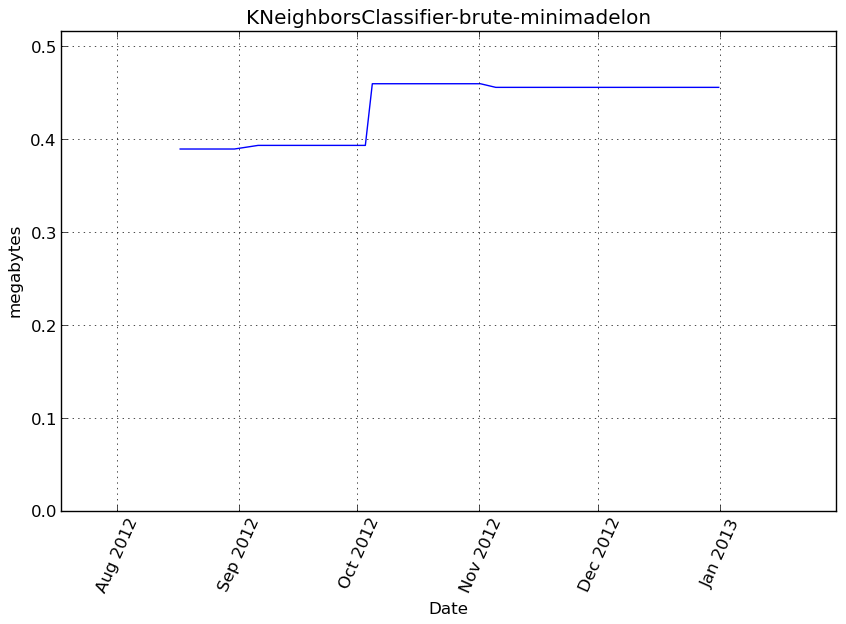 KNeighborsClassifier-brute-minimadelon
0.5
0.4
0.3
0.2
0.1
0.0
megabytes
Aug 2012
Sep 2012
Oct 2012
Nov 2012
Dec 2012
Jan 2013
Date